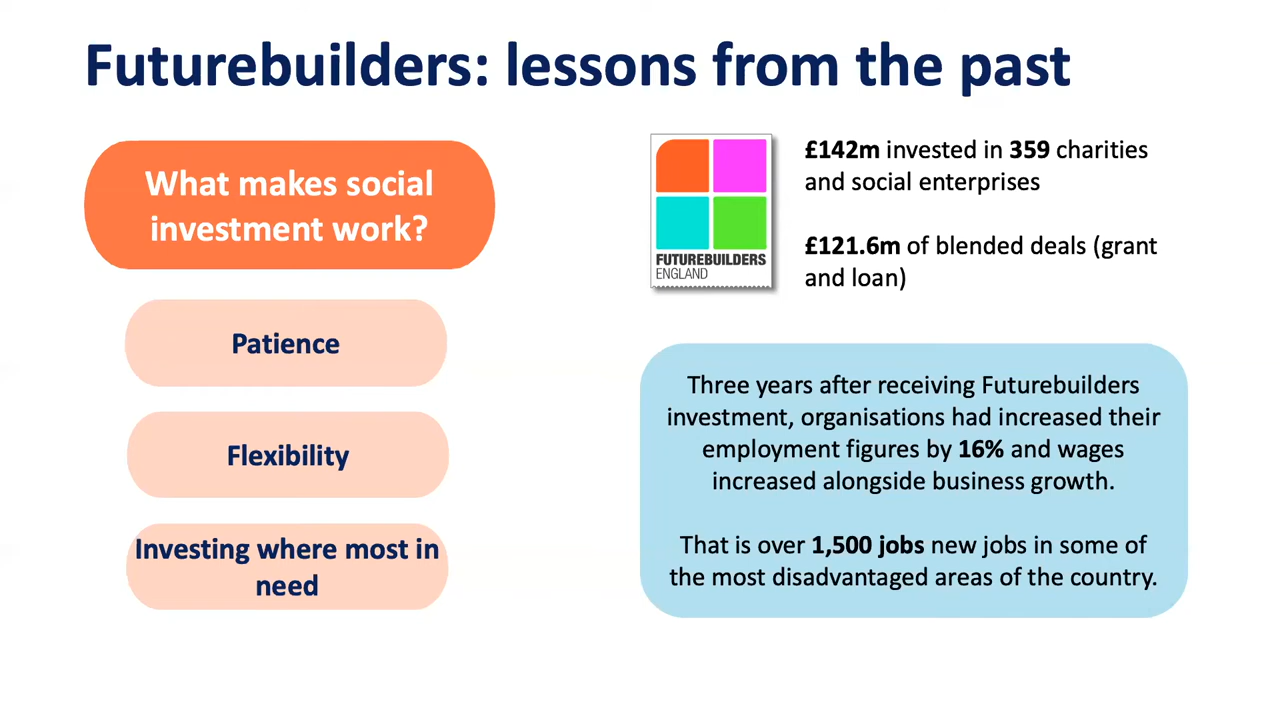 Futurebuilders: lessons from the past
What makes social
investment work?
Patience
Flexibility
Investing where most in
need
FUTUREBUILDERS
ENGLAND
£142m invested in 359 charities
and social enterprises
£121.6m of blended deals (grant
and loan)
Three years after receiving Futurebuilders
investment, organisations had increased their
employment figures by 16% and wages
increased alongside business growth.
That is over 1,500 jobs new jobs in some of
the most disadvantaged areas of the country.